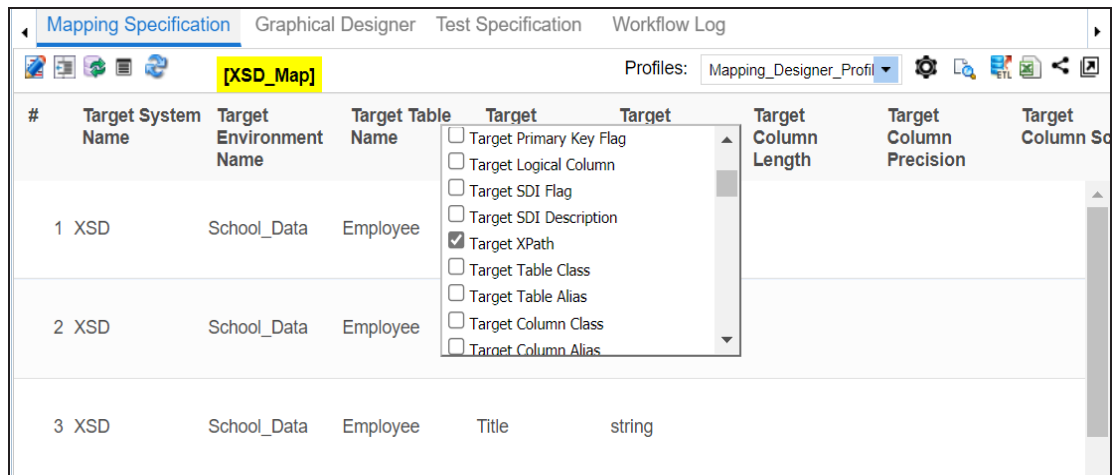 Mapping Specification Graphical Designer Test Specification Workflow Log
[XSD_Map] Profiles: Mapping_Designer_Profil ETL
# Target System Target Target Table Target Target Target Target Target
Name Environment Name Column Column Column Sc
Name Length Precision
Target Primary Key Flag
Target Logical Column
Target SDI Flag
Target SDI Description
Target XPath
Target Table Class
Target Table Alias
Target Column Class
Target Column Alias
1 XSD School_Data Employee
2 XSD School_Data Employee
3 XSD School_Data Employee Title string